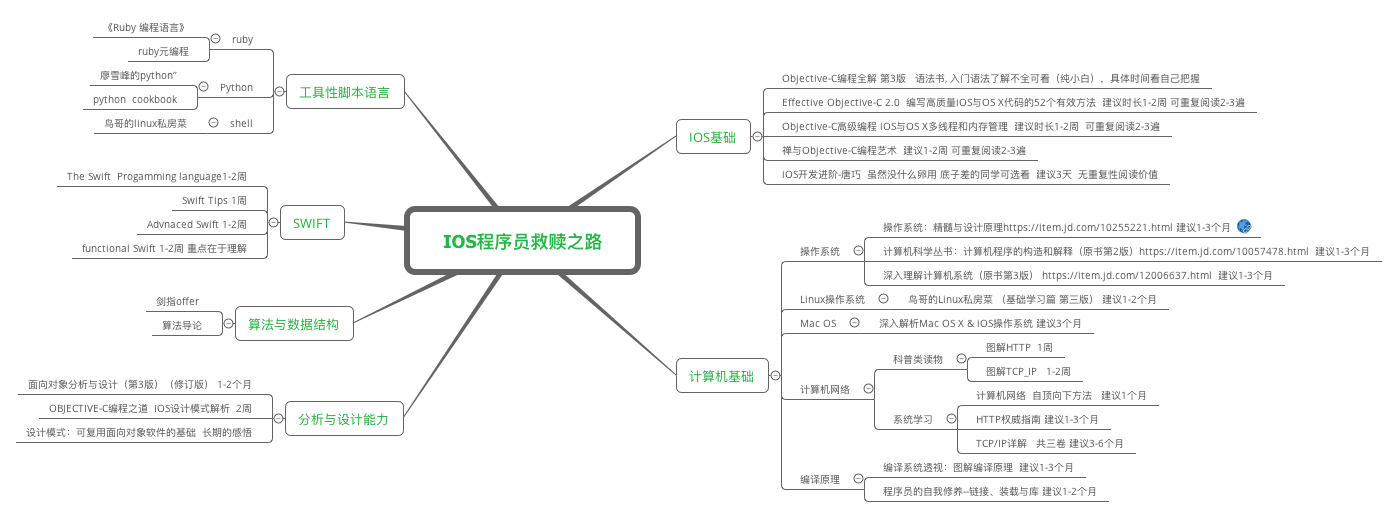 IOS程序员救赎之路
工具性脚本语言
ruby
《Ruby 编程语言》
ruby元编程
Python
廖雪峰的python”
python  cookbook
shell
鸟哥的linux私房菜
SWIFT
The Swift  Progamming language1-2周
Swift Tips 1周
Advnaced Swift 1-2周
functional Swift 1-2周 重点在于理解
算法与数据结构
剑指offer
算法导论
分析与设计能力
面向对象分析与设计（第3版）（修订版） 1-2个月
OBJECTIVE-C编程之道  IOS设计模式解析  2周
设计模式：可复用面向对象软件的基础  长期的感悟
IOS基础
Objective-C编程全解 第3版   语法书, 入门语法了解不全可看（纯小白），具体时间看自己把握
Effective Objective-C 2.0  编写高质量iOS与OS X代码的52个有效方法  建议时长1-2周 可重复阅读2-3遍
Objective-C高级编程 iOS与OS X多线程和内存管理  建议时长1-2周  可重复阅读2-3遍
禅与Objective-C编程艺术  建议1-2周 可重复阅读2-3遍
iOS开发进阶-唐巧  虽然没什么卵用 底子差的同学可选看  建议3天  无重复性阅读价值
计算机基础
操作系统
操作系统：精髓与设计原理https://item.jd.com/10255221.html 建议1-3个月
计算机科学丛书：计算机程序的构造和解释（原书第2版）https://item.jd.com/10057478.html  建议1-3个月
深入理解计算机系统（原书第3版） https://item.jd.com/12006637.html  建议1-3个月
Linux操作系统
鸟哥的Linux私房菜 （基础学习篇 第三版） 建议1-2个月
Mac OS
深入解析Mac OS X & iOS操作系统 建议3个月
计算机网络
科普类读物
图解HTTP  1周
图解TCP_IP   1-2周
系统学习
计算机网络  自顶向下方法   建议1个月
HTTP权威指南 建议1-3个月
TCP/IP详解   共三卷 建议3-6个月
编译原理
编译系统透视：图解编译原理  建议1-3个月
程序员的自我修养--链接、装载与库 建议1-2个月